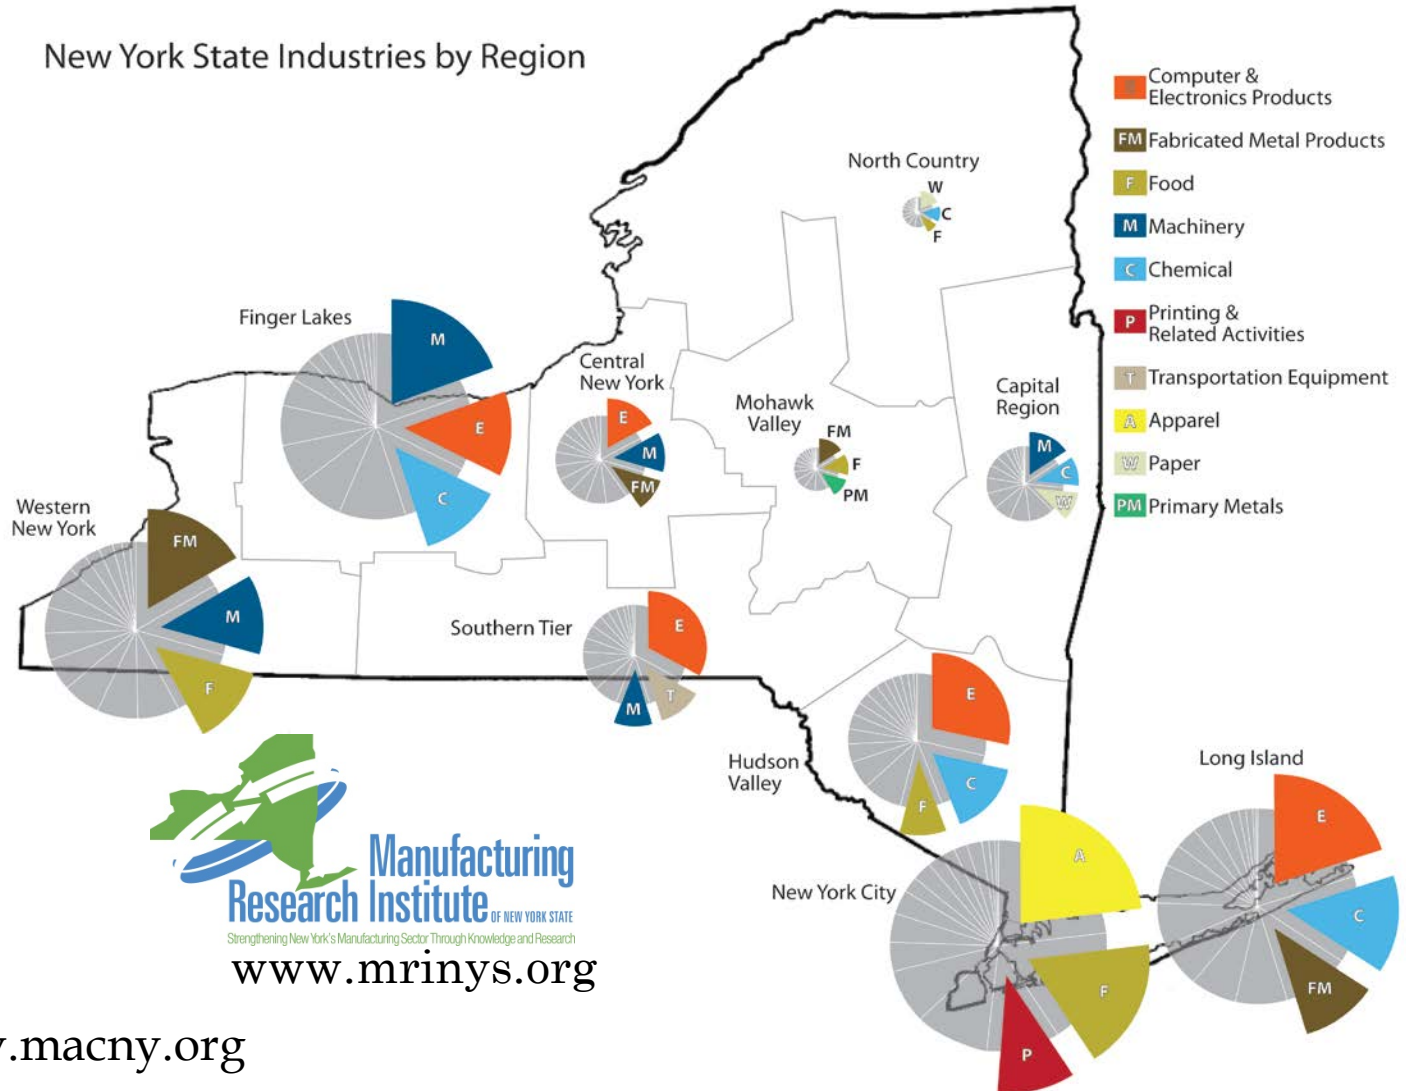 New York State Industries by Region
E Computer &
Electronics Products
FM Fabricated Metal Products
F Food
M Machinery
C Chemical
P Printing &
Related Activities
T Transportation Equipment
A Apparel
W Paper
PM Primary Metals
North Country
W
C
F
Finger Lakes
M
E
C
Central
New York
E
M
FM
Mohawk
Valley
FM
F
PM
Capital
Region
M
C
W
Western
New York
FM
M
F
Southern Tier
E
T
M
Hudson
Valley
E
C
F
Long Island
E
C
FM
New York City
A
F
P
Manufacturing
Research Institute OF NEW YORK STATE
Strengthening New York's Manufacturing Sector Through Knowledge and Research
www.mrinys.org
.macny.org